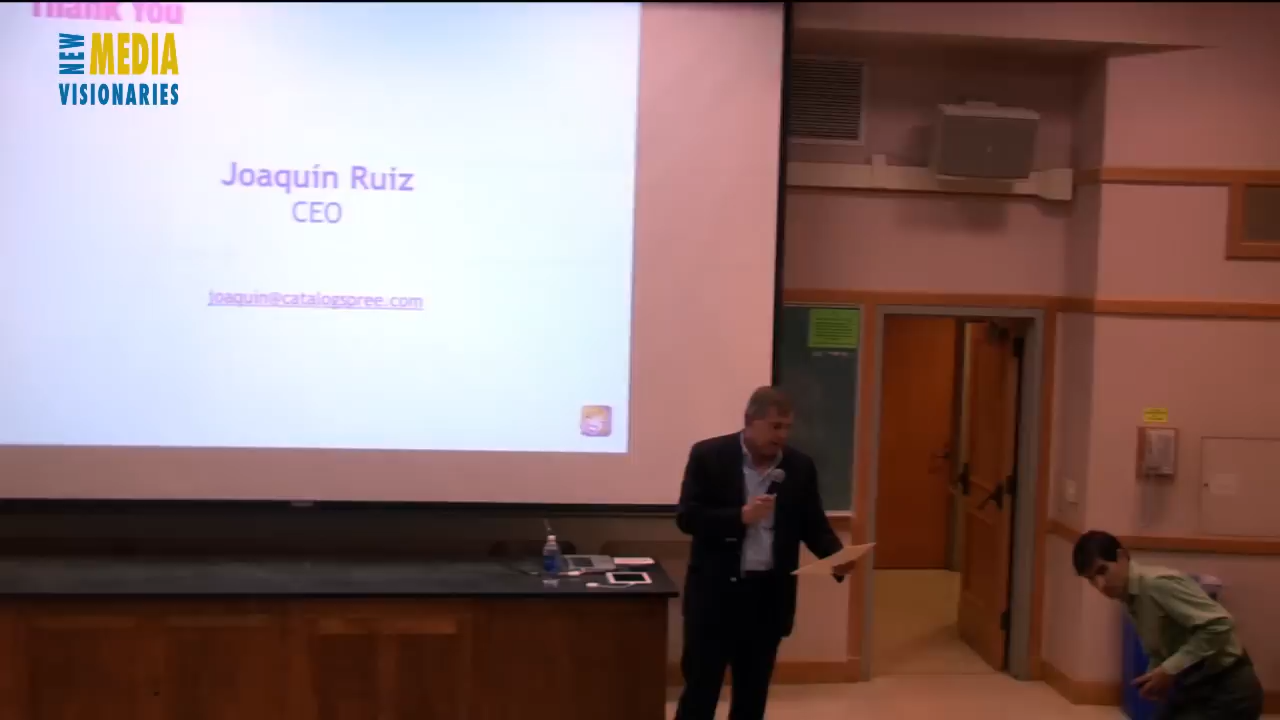 Thank You
NEW MEDIA
VISIONARIES
Joaquín Ruiz
CEO
joaquin@catalogspree.com